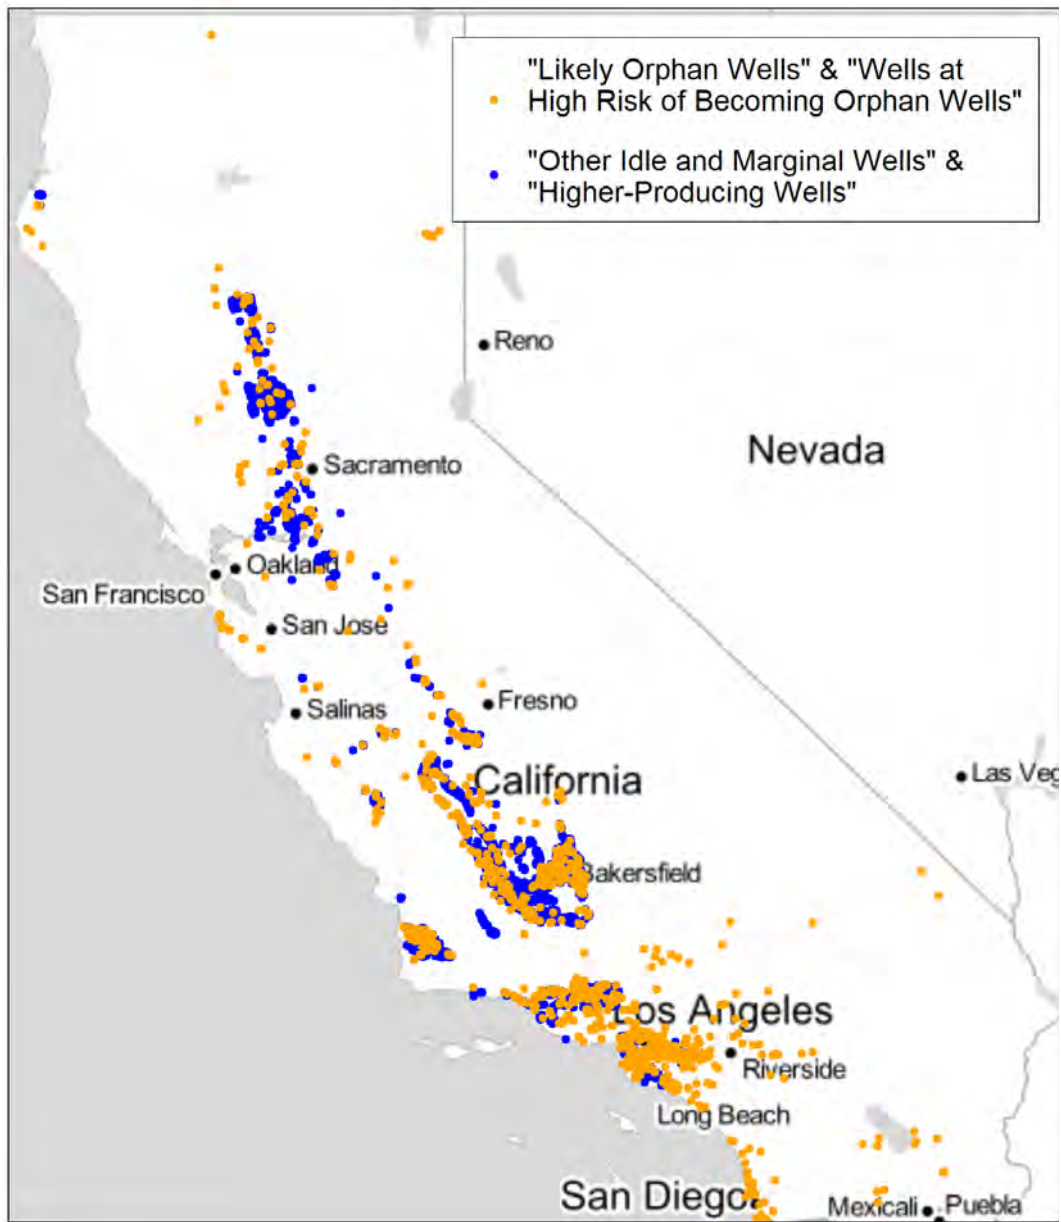 "Likely Orphan Wells" & "Wells at
High Risk of Becoming Orphan Wells"
"Other Idle and Marginal Wells" &
"Higher-Producing Wells"
Reno
Nevada
Sacramento
Oakland
San Francisco
San Jose
Salinas
Fresno
California
Las Veg
Bakersfield
Los Angeles
Riverside
Long Beach
San Diego
Mexicali
Puebla